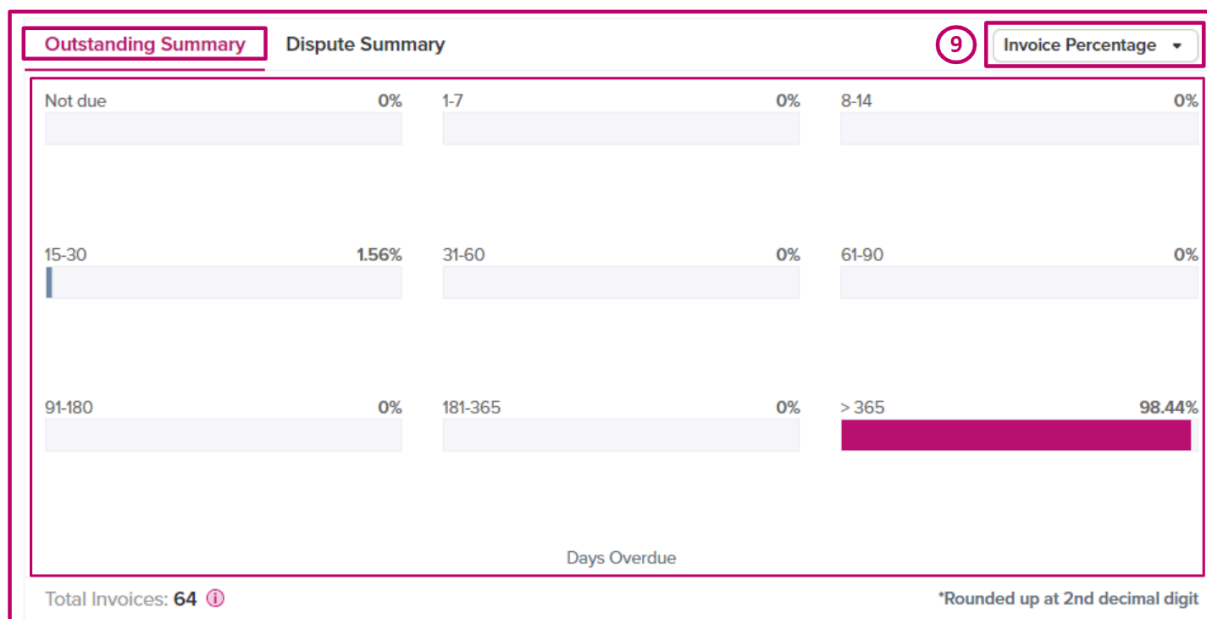 Outstanding Summary Dispute Summary 9 Invoice Percentage
Not due 0% 1-7 0% 8-14 0%
15-30 1.56% 31-60 0% 61-90 0%
91-180 0% 181-365 0% > 365 98.44%
Days Overdue
Total Invoices: 64 *Rounded up at 2nd decimal digit